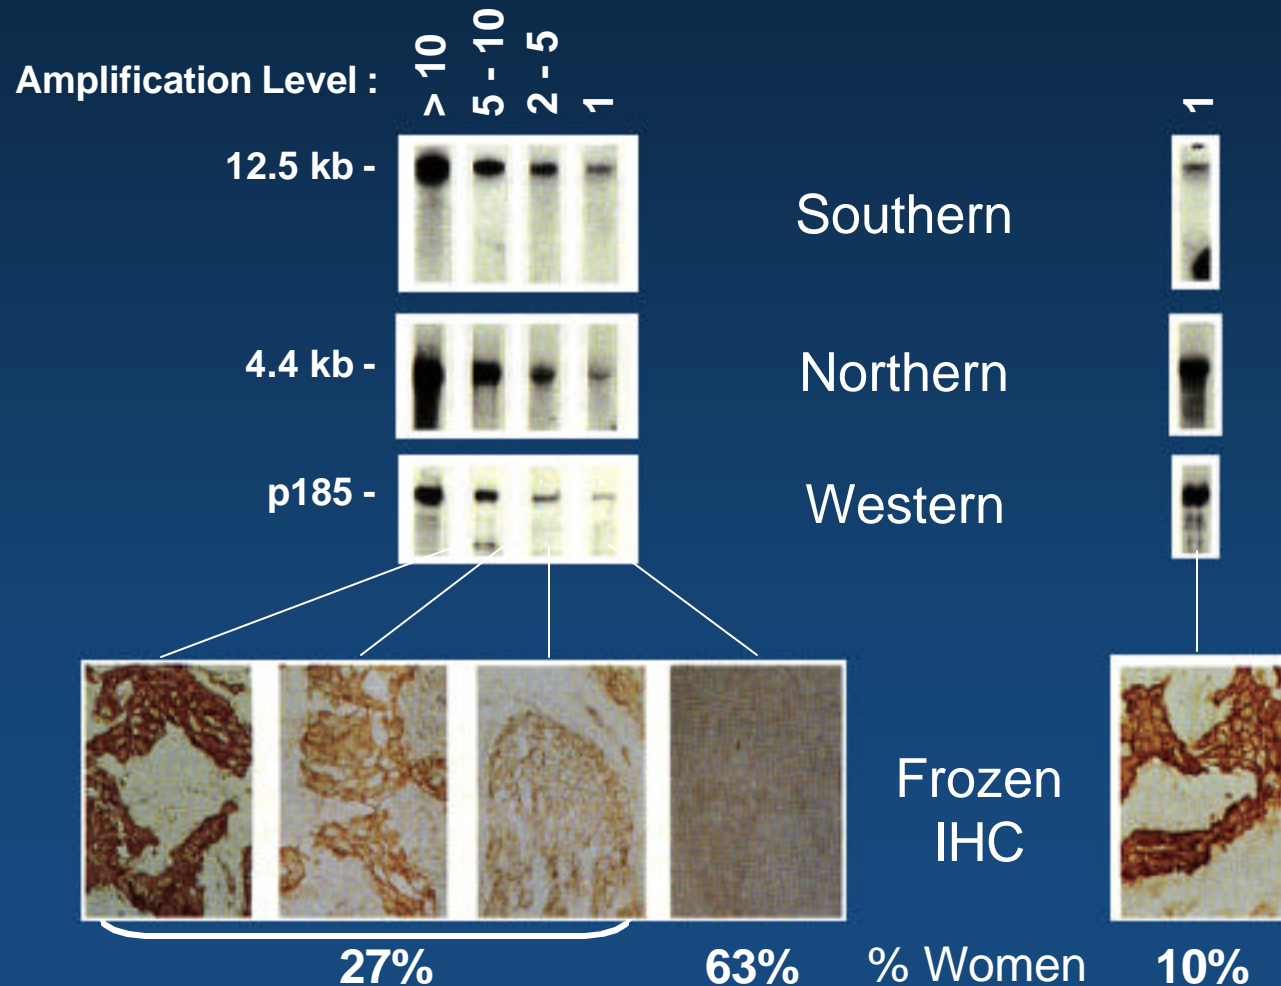 Amplification Level :
> 10
5 - 10
2 - 5
1
1
12.5 kb -
Southern
4.4 kb -
Northern
p185 -
Western
Frozen
IHC
27%
63%
% Women
10%